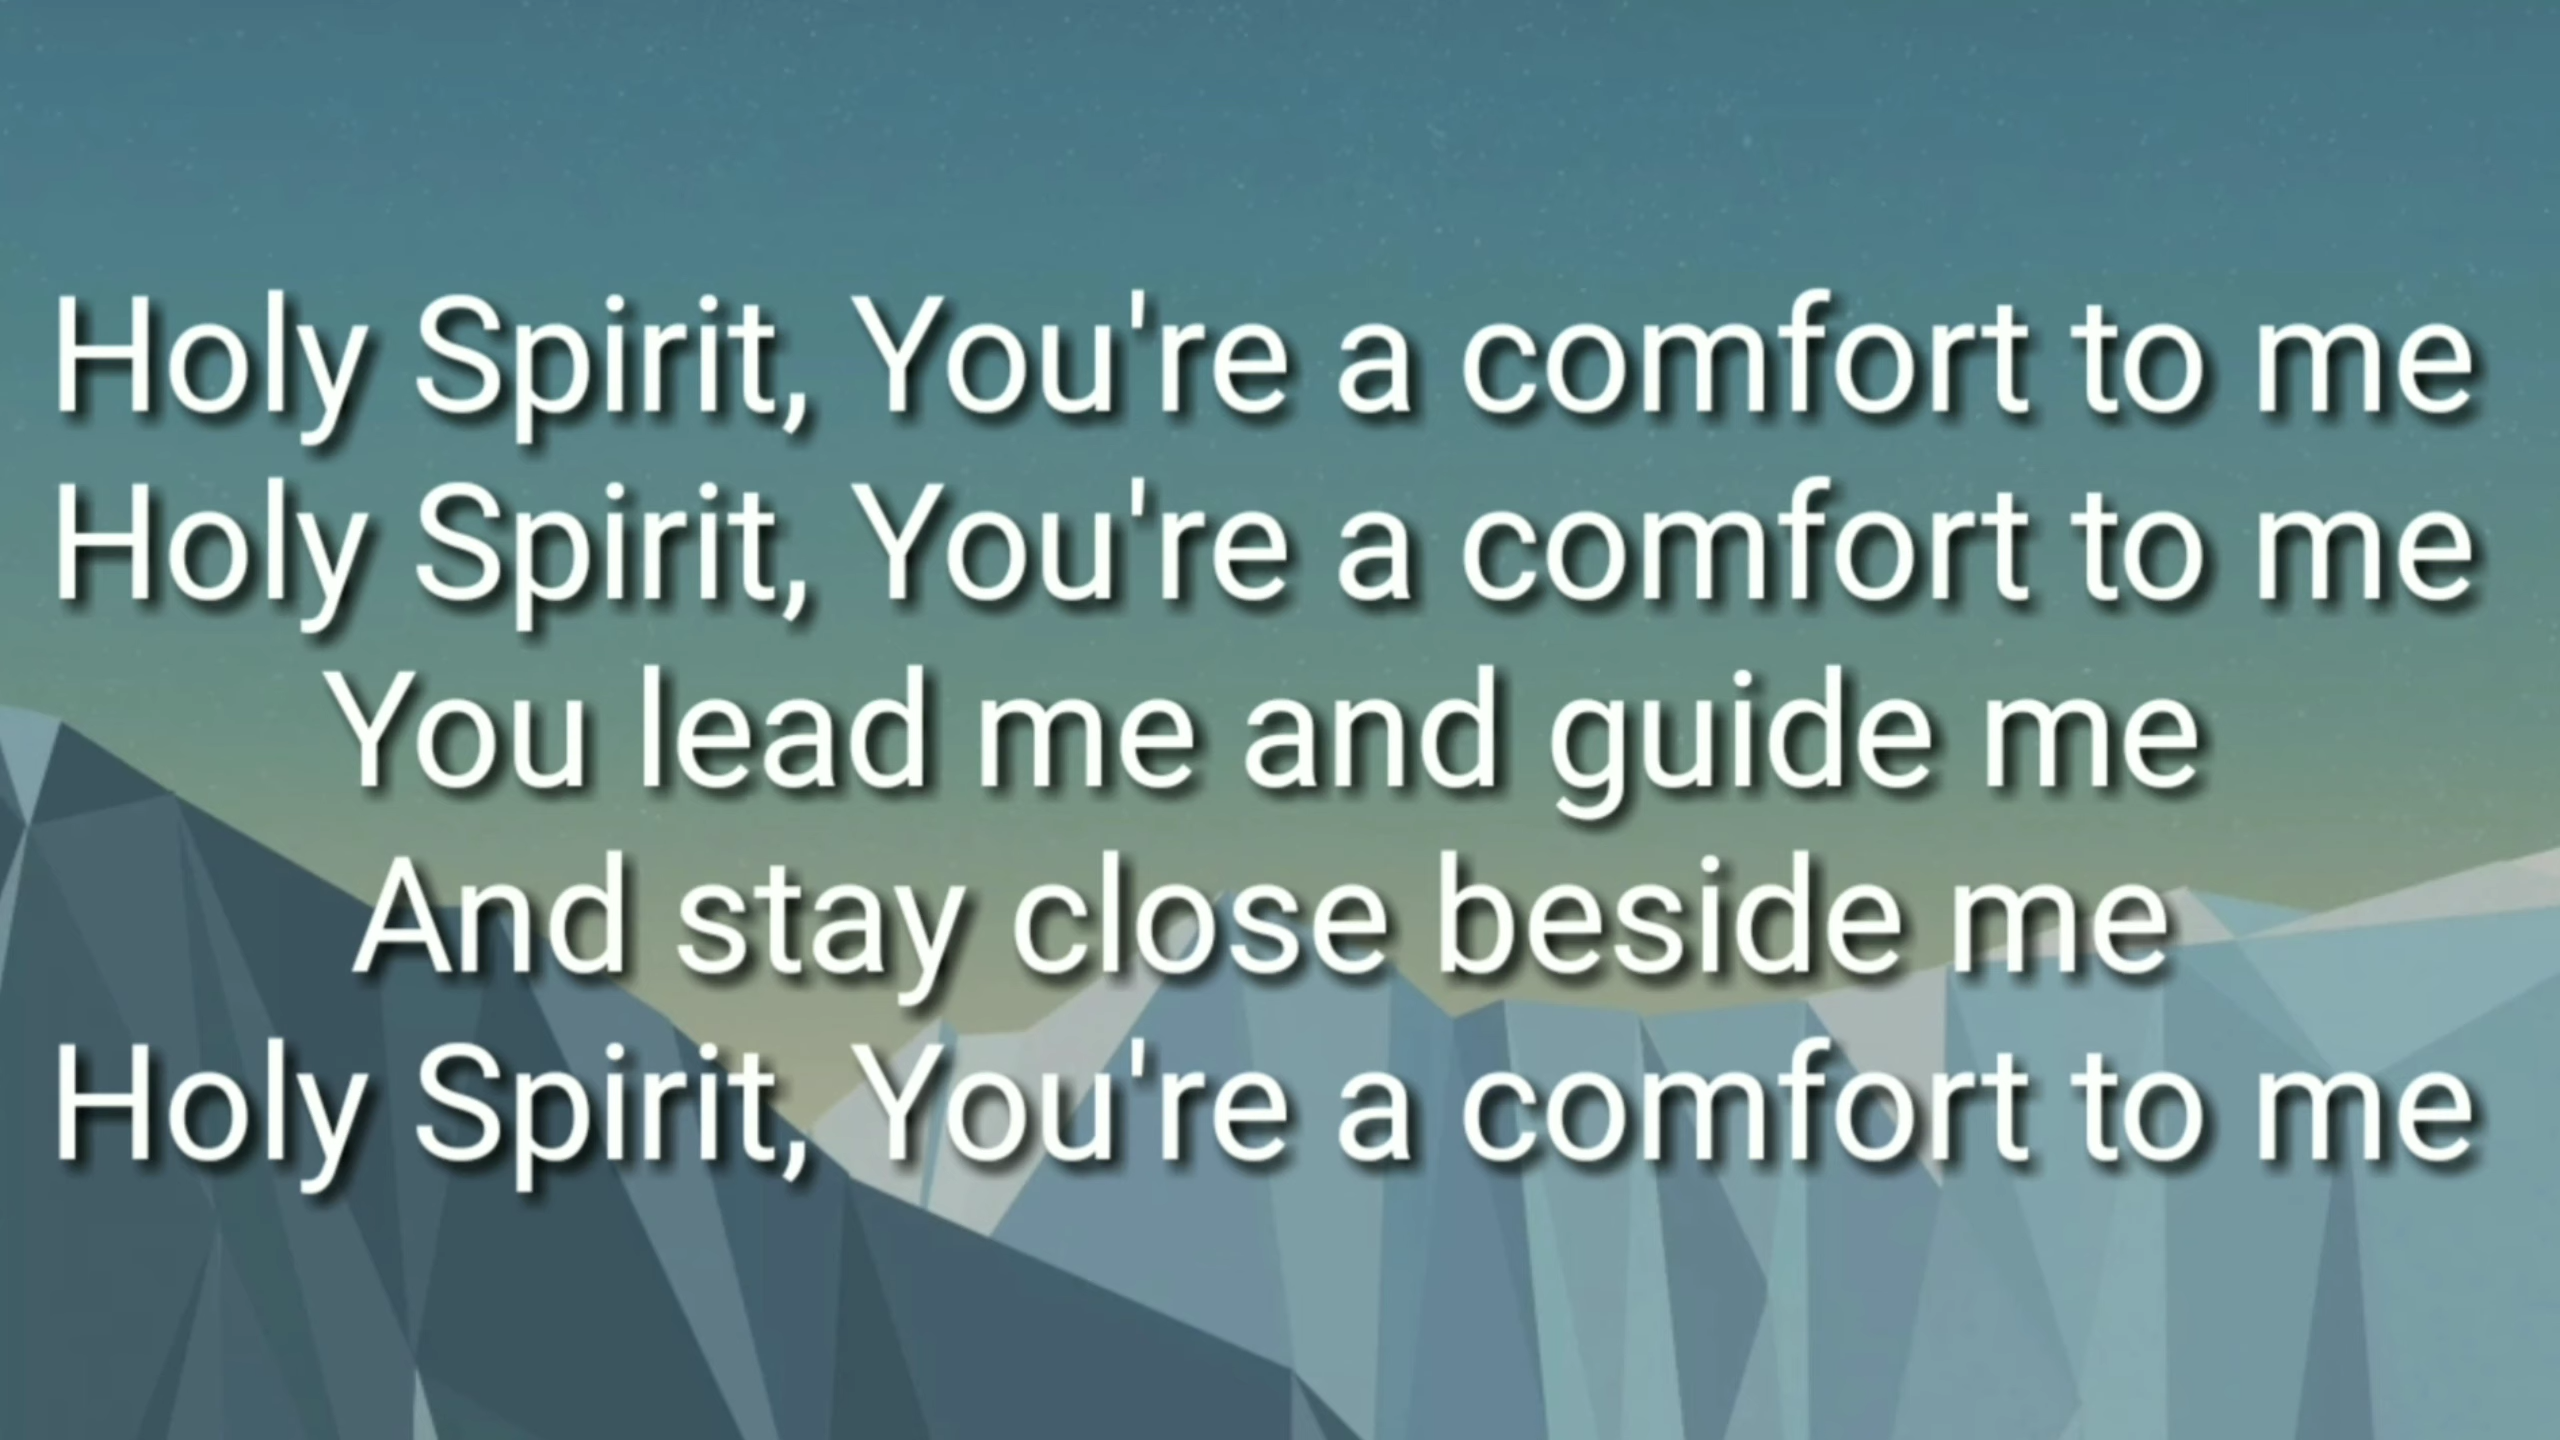 Holy Spirit, You're a comfort to me
Holy Spirit, You're a comfort to me
You lead me and guide me
And stay close beside me
Holy Spirit, You're a comfort to me